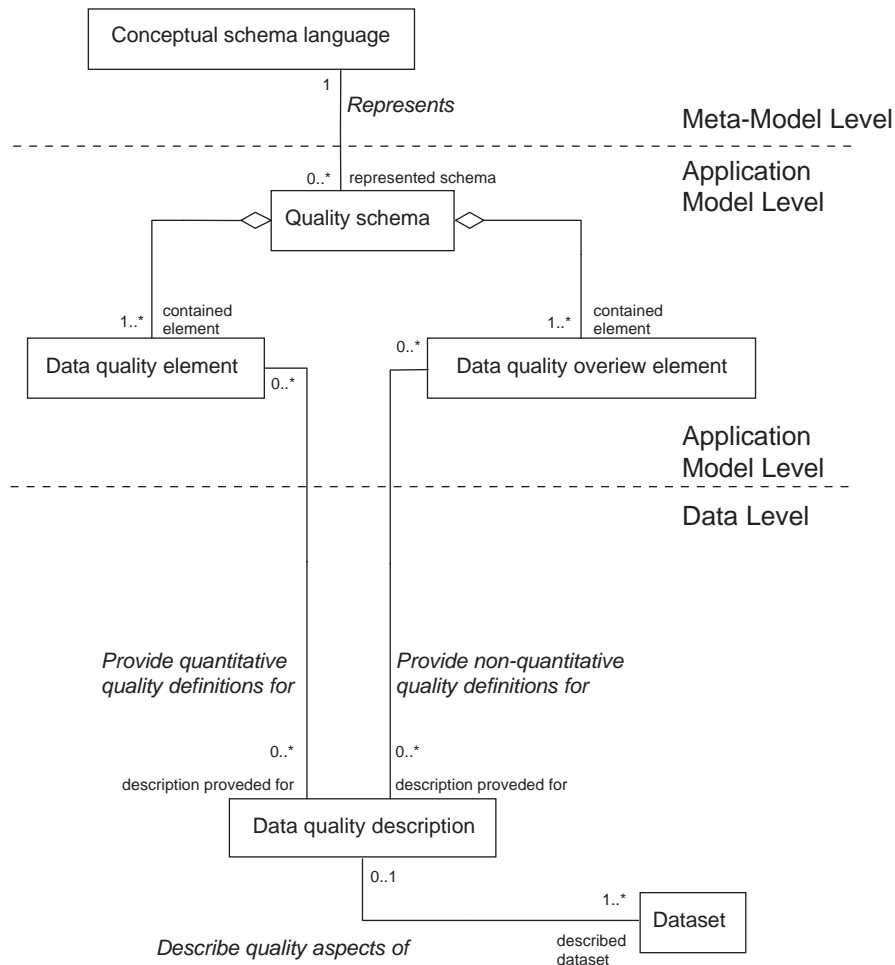 Conceptual schema language
1
Represents
Meta-Model Level
Application
Model Level
0..*
represented schema
Quality schema
contained
element
1..*
contained
element
1..*
Data quality element
0..*
0..*
Data quality overiew element
Application
Model Level
Data Level
Provide quantitative
quality definitions for
Provide non-quantitative
quality definitions for
0..*
0..*
description proveded for
description proveded for
Data quality description
0..1
1..*
Dataset
Describe quality aspects of
described
dataset